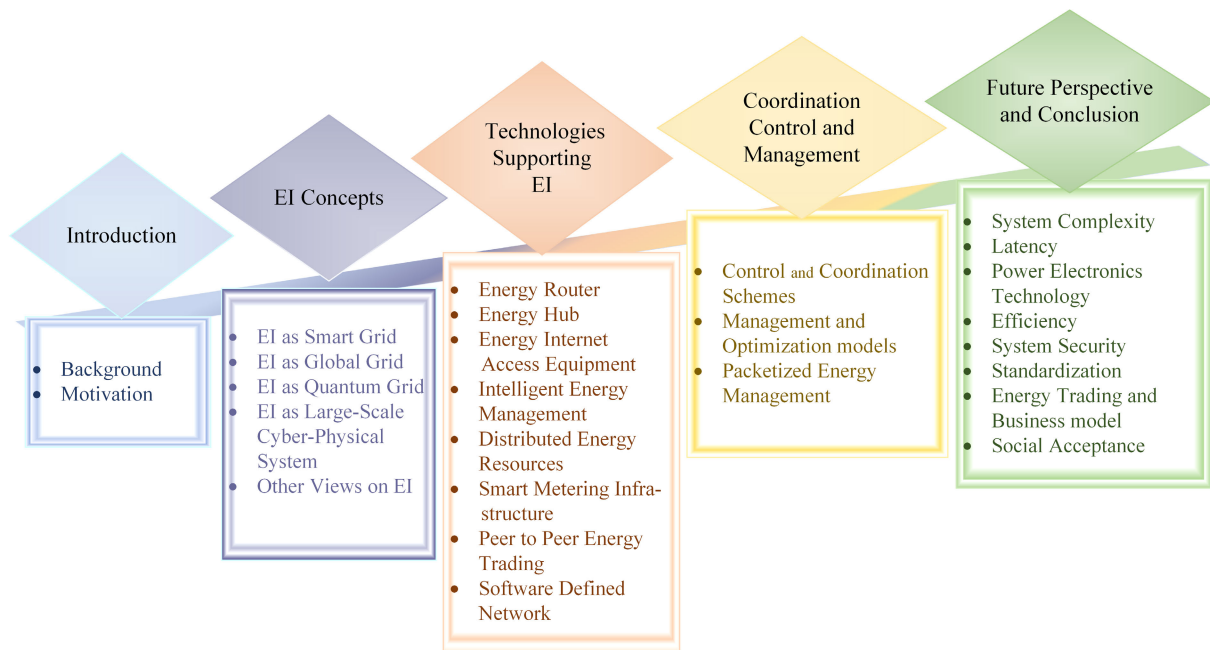 Introduction
• Background
• Motivation
EI Concepts
• EI as Smart Grid
• EI as Global Grid
• EI as Quantum Grid
• EI as Large-Scale
Cyber-Physical
System
• Other Views on EI
Technologies
Supporting
EI
• Energy Router
• Energy Hub
• Energy Internet
Access Equipment
• Intelligent Energy
Management
• Distributed Energy
Resources
• Smart Metering Infra-
structure
• Peer to Peer Energy
Trading
• Software Defined
Network
Coordination
Control and
Management
• Control and Coordination
Schemes
• Management and
Optimization models
• Packetized Energy
Management
Future Perspective
and Conclusion
• System Complexity
• Latency
• Power Electronics
Technology
• Efficiency
• System Security
• Standardization
• Energy Trading and
Business model
• Social Acceptance